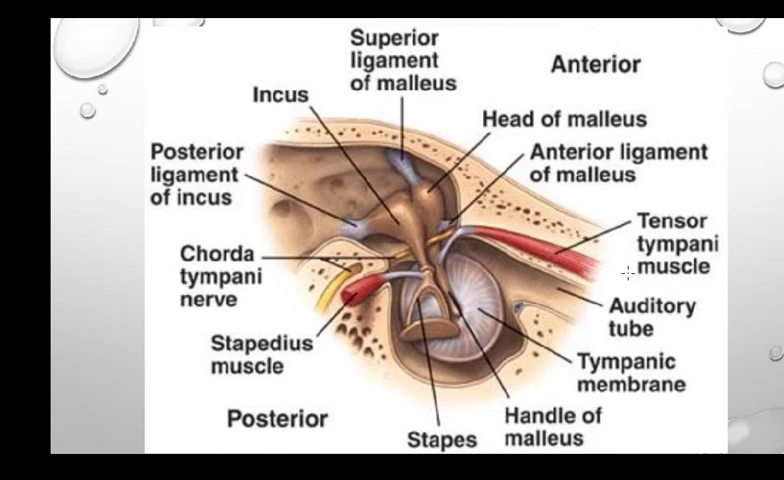 Superior
ligament
of malleus
Anterior
Incus
Head of malleus
Posterior
ligament
of incus
Anterior ligament
of malleus
Tensor
tympani
muscle
Chorda
tympani
nerve
Auditory
tube
Stapedius
muscle
Tympanic
membrane
Posterior
Handle of
malleus
Stapes